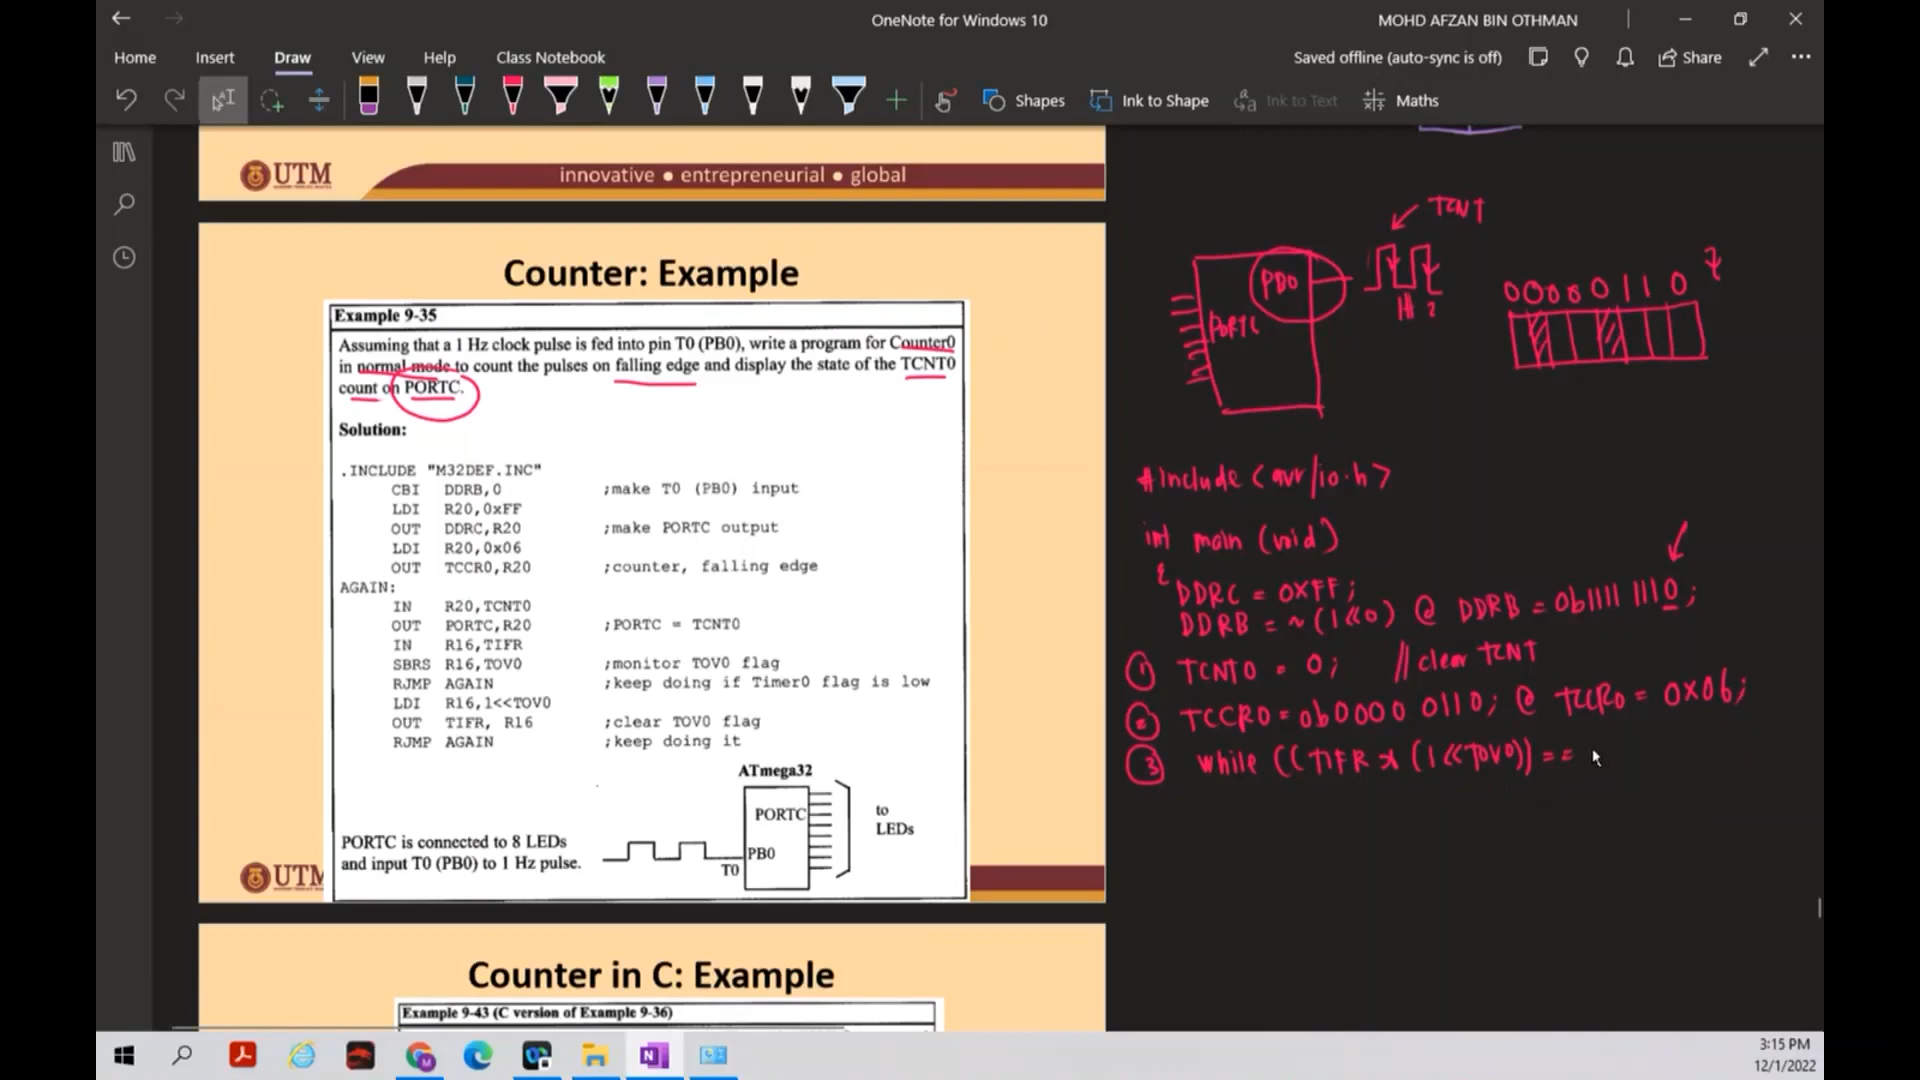 OneNote for Windows 10
MOHD AFZAN BIN OTHMAN
Home Insert Draw View Help Class Notebook
Saved offline (auto-sync is off)
Share
Shapes
Ink to Shape
Ink to Text
Maths
UTM
innovative ● entrepreneurial ● global
Counter: Example
Example 9-35
Assuming that a 1 Hz clock pulse is fed into pin T0 (PB0), write a program for Counter0
in normal mode to count the pulses on falling edge and display the state of the TCNT0
count on PORTC.
Solution:
.INCLUDE "M32DEF.INC"
CBI DDRB,0 ;make T0 (PB0) input
LDI R20,0xFF
OUT DDRC,R20 ;make PORTC output
LDI R20,0x06
OUT TCCR0,R20 ;counter, falling edge
AGAIN:
IN R20,TCNT0
OUT PORTC,R20 ;PORTC = TCNT0
IN R16,TIFR
SBRS R16,TOV0 ;monitor TOV0 flag
RJMP AGAIN ;keep doing if Timer0 flag is low
LDI R16,1<<TOV0
OUT TIFR, R16 ;clear TOV0 flag
RJMP AGAIN ;keep doing it
ATmega32
PORTC
to
LEDs
PORTC is connected to 8 LEDs
and input T0 (PB0) to 1 Hz pulse.
T0
PB0
UTM
Counter in C: Example
Example 9-43 (C version of Example 9-36)
TCNT
PB0
PORTC
00000110
#include <avr/io.h>
int main (void)
{
DDRC = 0xFF;
DDRB = ~(1<<0) @ DDRB = 0b1111 1110;
① TCNT0 = 0; // clear TCNT
② TCCR0 = 0b0000 0110; @ TCCR0 = 0x06;
③ while ((TIFR & (1<<TOV0)) ==
3:15 PM
12/1/2022